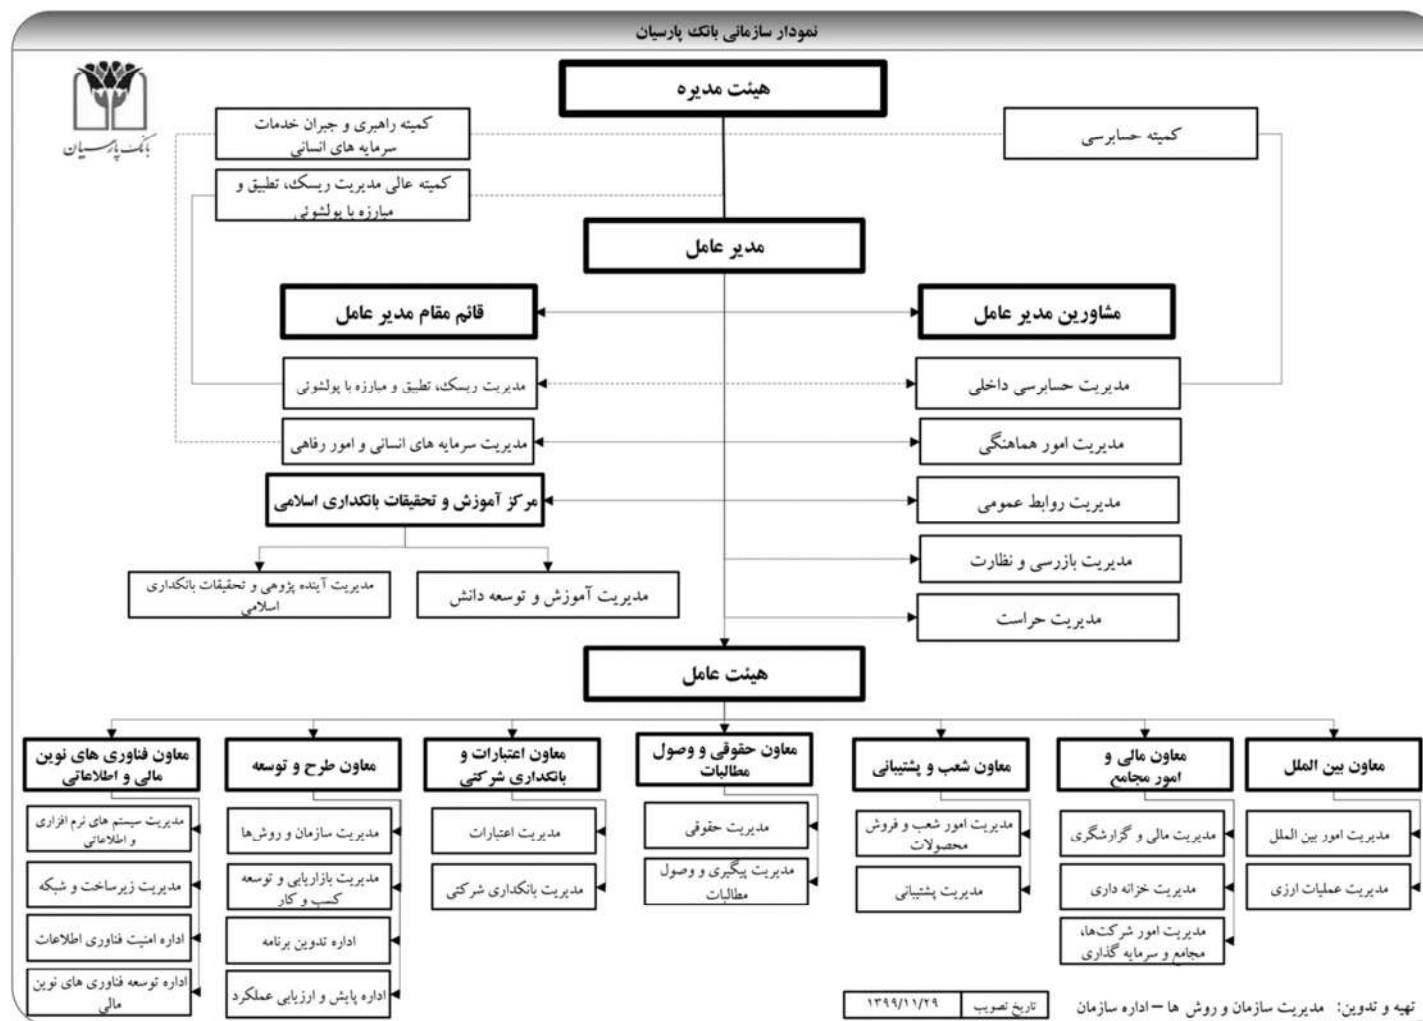 نمودار سازمانی بانک پارسیان
بانک پارسیان
هیئت مدیره
کمیته راهبری و جبران خدمات
سرمایه های انسانی
کمیته حسابرسی
کمیته عالی مدیریت ریسک، تطبیق و
مبارزه با پولشوئی
مدیر عامل
مشاورین مدیر عامل
قائم مقام مدیر عامل
مدیریت حسابرسی داخلی
مدیریت ریسک، تطبیق و مبارزه با پولشوئی
مدیریت امور هماهنگی
مدیریت سرمایه های انسانی و امور رفاهی
مدیریت روابط عمومی
مرکز آموزش و تحقیقات بانکداری اسلامی
مدیریت بازرسی و نظارت
مدیریت آموزش و توسعه دانش
مدیریت آینده پژوهی و تحقیقات بانکداری
اسلامی
مدیریت حراست
هیئت عامل
معاون بین الملل
مدیریت امور بین الملل
مدیریت عملیات ارزی
معاون مالی و
امور مجامع
مدیریت مالی و گزارشگری
مدیریت خزانه داری
مدیریت امور شرکت‌ها،
مجامع و سرمایه گذاری
معاون شعب و پشتیبانی
مدیریت امور شعب و فروش
محصولات
مدیریت پشتیبانی
معاون حقوقی و وصول
مطالبات
مدیریت حقوقی
مدیریت پیگیری و وصول
مطالبات
معاون اعتبارات و
بانکداری شرکتی
مدیریت اعتبارات
مدیریت بانکداری شرکتی
معاون طرح و توسعه
مدیریت سازمان و روش‌ها
مدیریت بازاریابی و توسعه
کسب و کار
اداره تدوین برنامه
اداره پایش و ارزیابی عملکرد
معاون فناوری های نوین
مالی و اطلاعاتی
مدیریت سیستم های نرم افزاری
و اطلاعاتی
مدیریت زیرساخت و شبکه
اداره امنیت فناوری اطلاعات
اداره توسعه فناوری های نوین
مالی
تهیه و تدوین: مدیریت سازمان و روش ها – اداره سازمان
تاریخ تصویب
۱۳۹۹/۱۱/۲۹